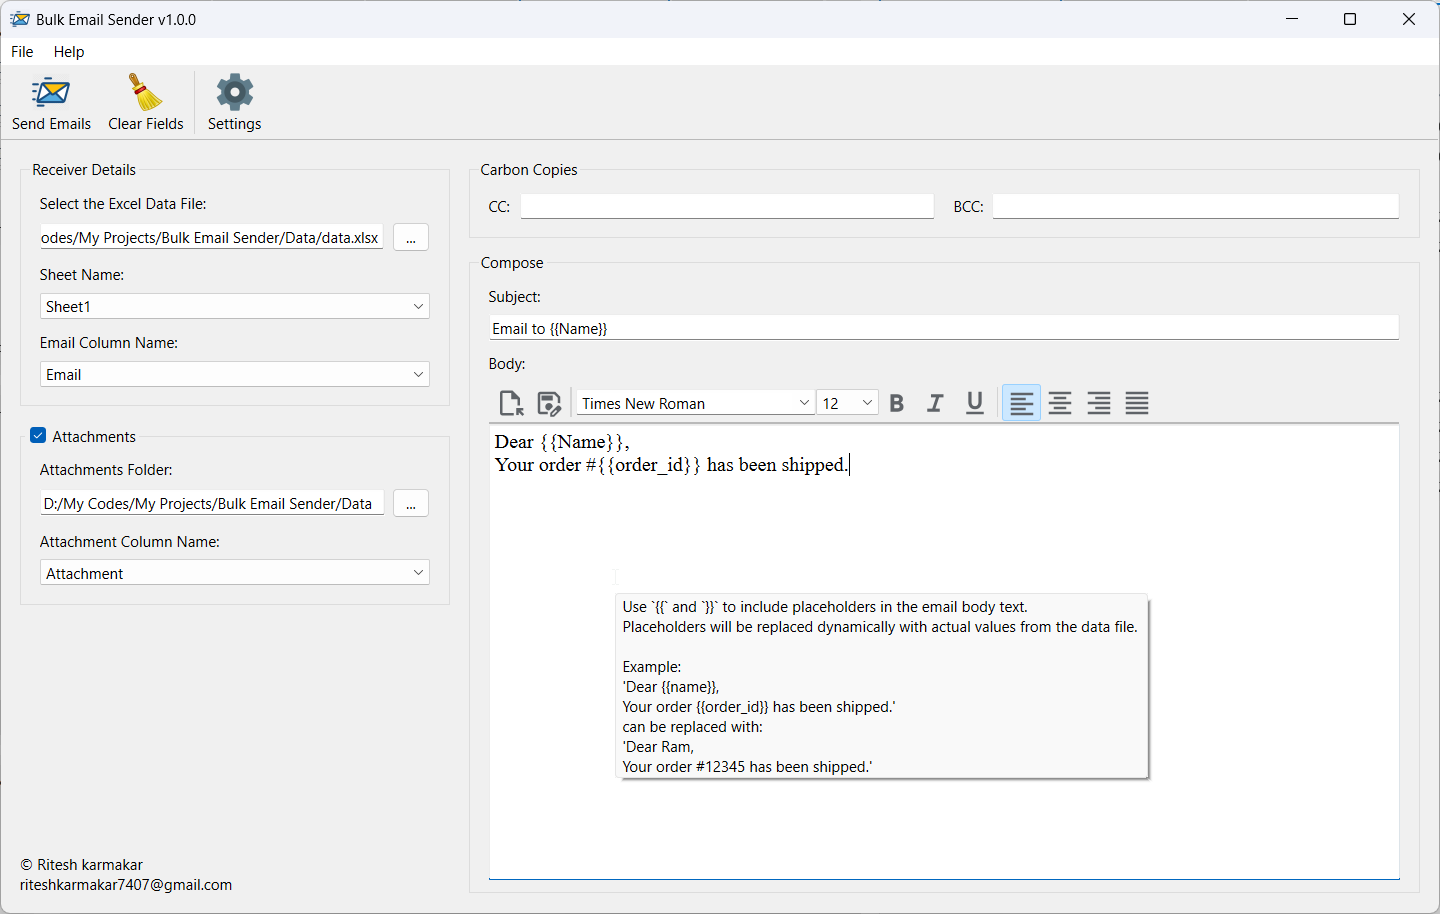 Bulk Email Sender v1.0.0
File Help
Send Emails Clear Fields Settings
Receiver Details
Select the Excel Data File:
odes/My Projects/Bulk Email Sender/Data/data.xlsx ...
Sheet Name:
Sheet1
Email Column Name:
Email
Attachments
Attachments Folder:
D:/My Codes/My Projects/Bulk Email Sender/Data ...
Attachment Column Name:
Attachment
© Ritesh karmakar
riteshkarmakar7407@gmail.com
Carbon Copies
CC: BCC:
Compose
Subject:
Email to {{Name}}
Body:
Times New Roman 12 B I U
Dear {{Name}},
Your order #{{order_id}} has been shipped.
Use `{{` and `}}` to include placeholders in the email body text.
Placeholders will be replaced dynamically with actual values from the data file.
Example:
'Dear {{name}},
Your order {{order_id}} has been shipped.'
can be replaced with:
'Dear Ram,
Your order #12345 has been shipped.'